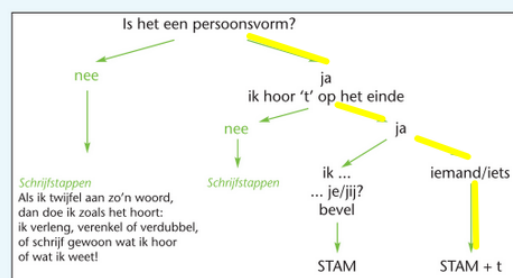 Is het een persoonsvorm?
nee
ja
ik hoor ‘t’ op het einde
nee
ja
Schrijfstappen
Als ik twijfel aan zo’n woord,
dan doe ik zoals het hoort:
ik verleng, verenkel of verdubbel,
of schrijf gewoon wat ik hoor
of wat ik weet!
Schrijfstappen
ik ...
... je/jij?
bevel
iemand/iets
STAM
STAM + t